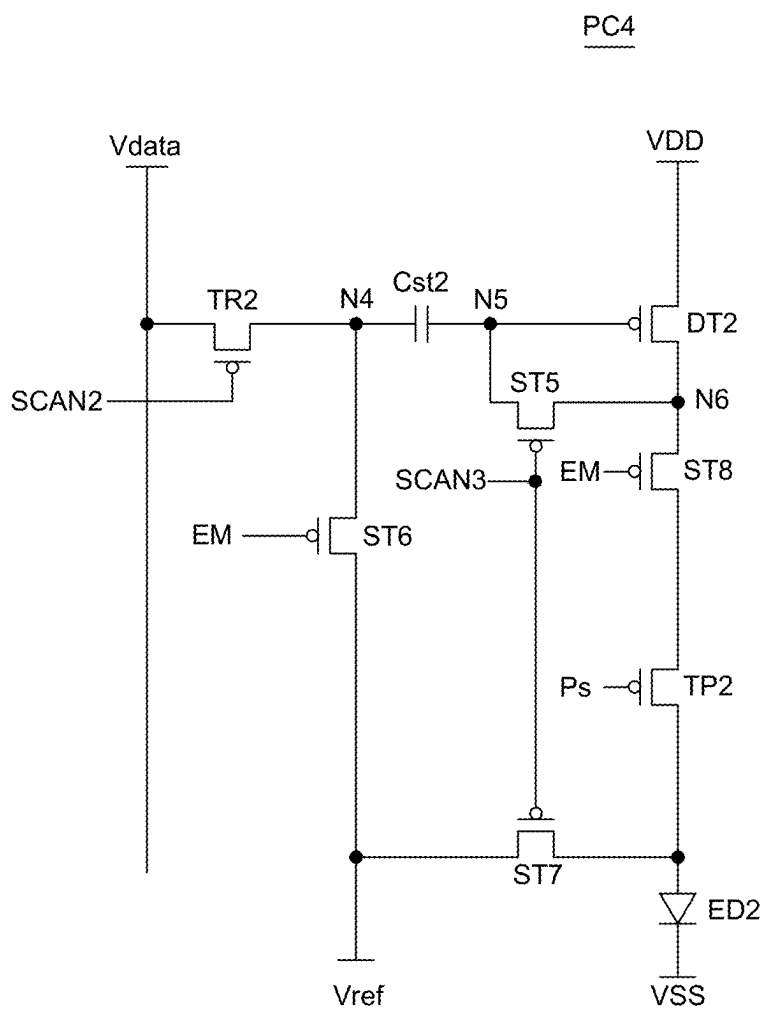 PC4
Vdata
VDD
TR2
N4
Cst2
N5
DT2
SCAN2
ST5
N6
SCAN3
EM
ST8
EM
ST6
Ps
TP2
ST7
ED2
Vref
VSS